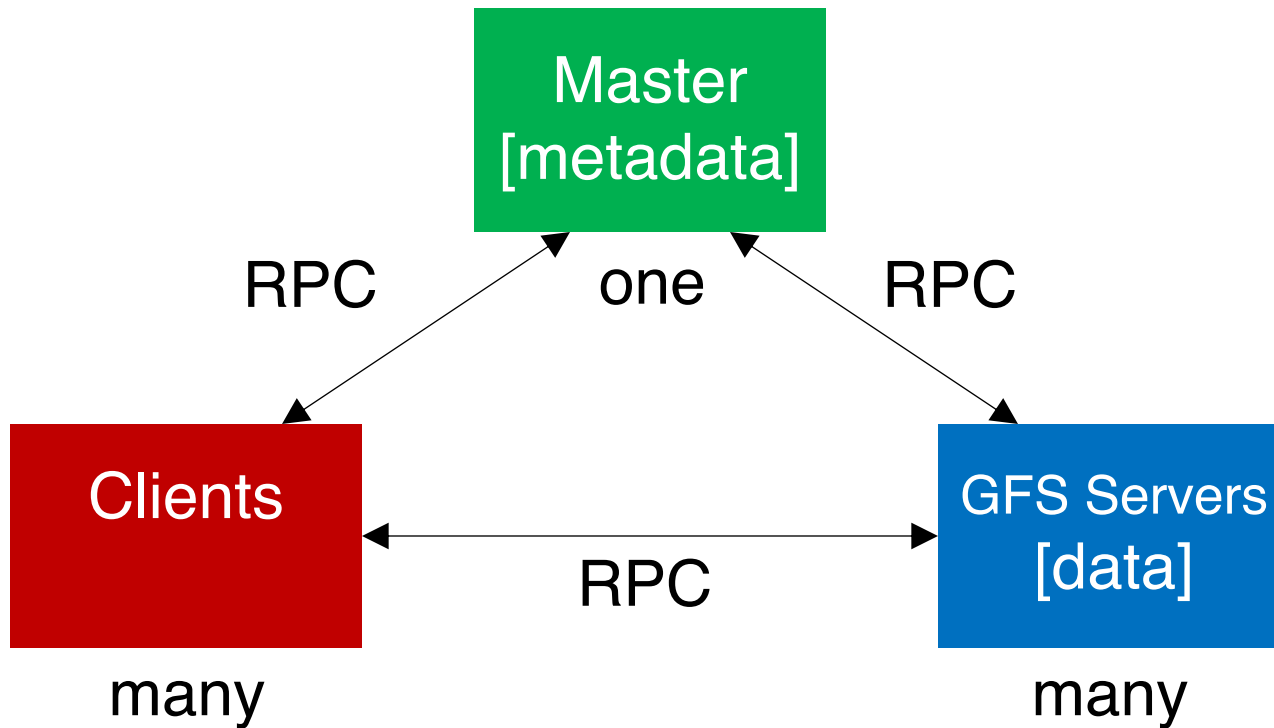 Master
[metadata]
RPC
one
RPC
Clients
GFS Servers
[data]
RPC
many
many